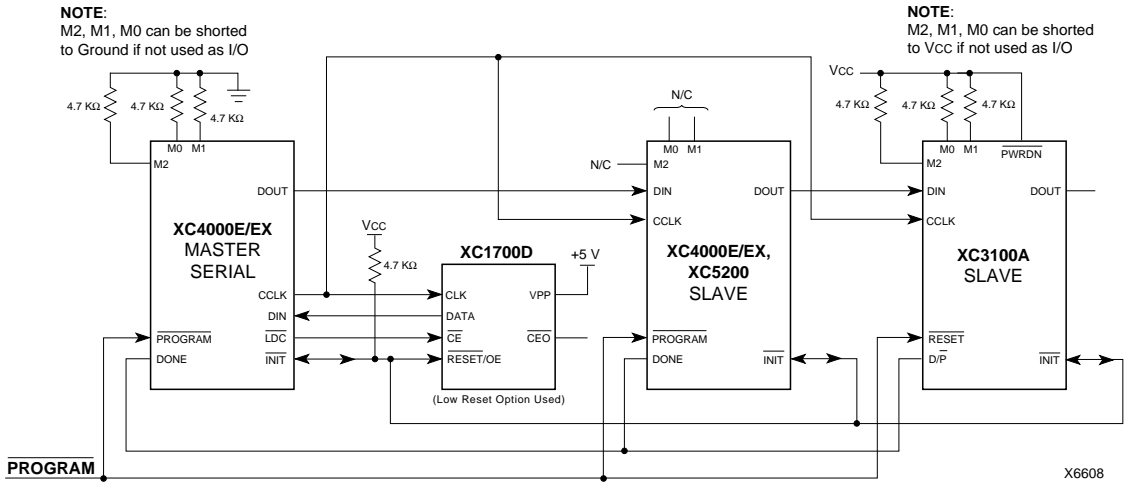 NOTE:
M2, M1, M0 can be shorted
to Ground if not used as I/O
NOTE:
M2, M1, M0 can be shorted
to VCC if not used as I/O
4.7 KΩ
4.7 KΩ
4.7 KΩ
M0 M1
M2
DOUT
XC4000E/EX
MASTER
SERIAL
CCLK
DIN
PROGRAM
LDC
DONE
INIT
VCC
4.7 KΩ
XC1700D
+5 V
CLK
VPP
DATA
CE
CEO
RESET/OE
(Low Reset Option Used)
N/C
M0 M1
N/C
M2
DIN
DOUT
CCLK
XC4000E/EX,
XC5200
SLAVE
PROGRAM
DONE
INIT
VCC
4.7 KΩ
4.7 KΩ
4.7 KΩ
M0 M1
PWRDN
M2
DIN
DOUT
CCLK
XC3100A
SLAVE
RESET
D/P
INIT
PROGRAM
X6608